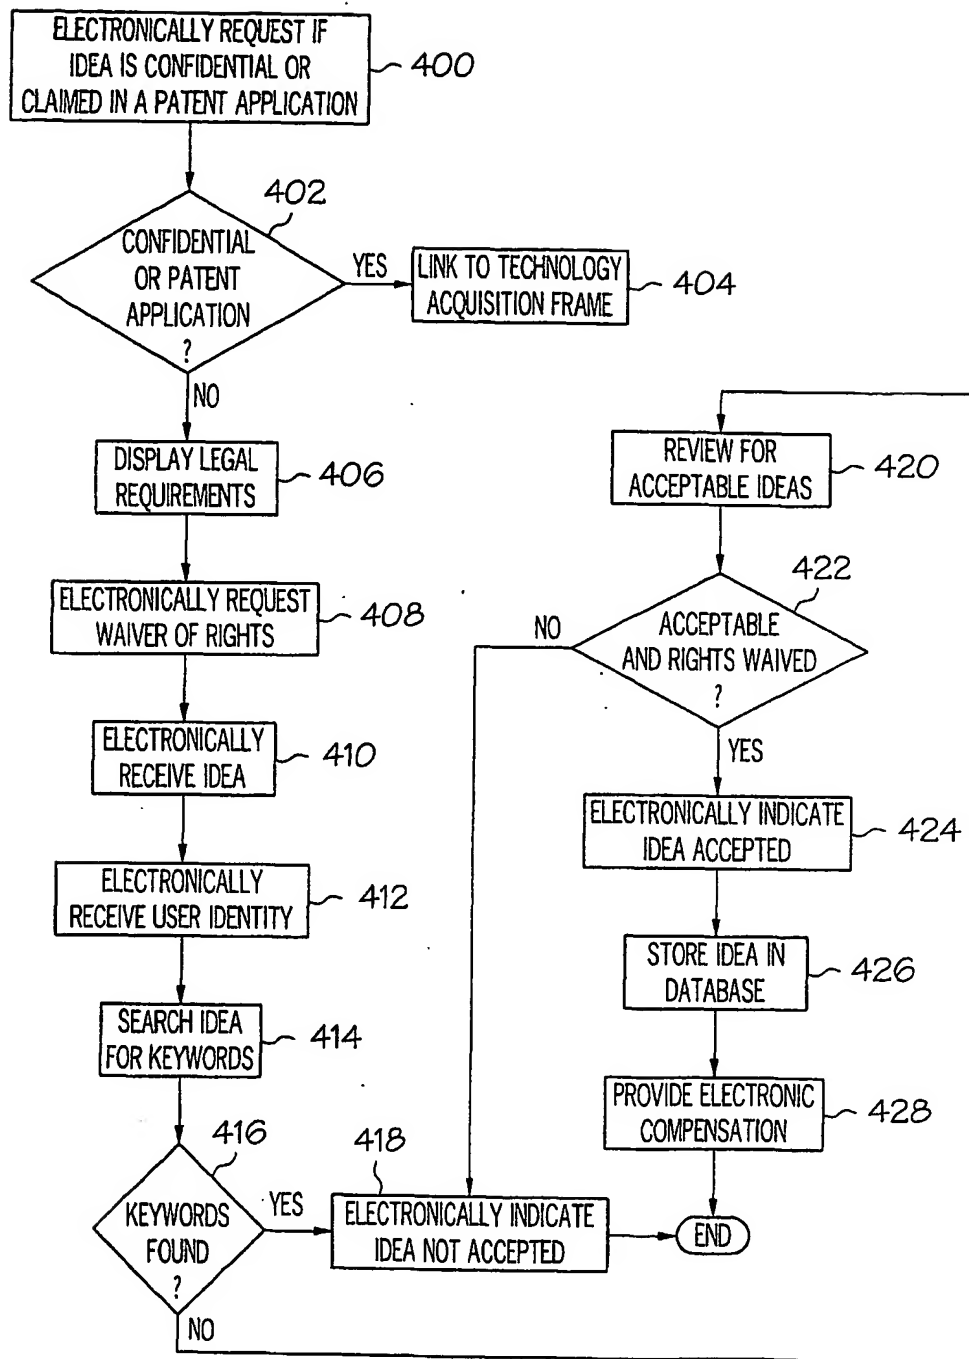 ELECTRONICALLY REQUEST IF
IDEA IS CONFIDENTIAL OR
CLAIMED IN A PATENT APPLICATION
400
402
CONFIDENTIAL
OR PATENT
APPLICATION
?
YES
LINK TO TECHNOLOGY
ACQUISITION FRAME
404
NO
DISPLAY LEGAL
REQUIREMENTS
406
ELECTRONICALLY REQUEST
WAIVER OF RIGHTS
408
ELECTRONICALLY
RECEIVE IDEA
410
ELECTRONICALLY
RECEIVE USER IDENTITY
412
SEARCH IDEA
FOR KEYWORDS
414
416
KEYWORDS
FOUND
?
YES
NO
418
ELECTRONICALLY INDICATE
IDEA NOT ACCEPTED
REVIEW FOR
ACCEPTABLE IDEAS
420
422
ACCEPTABLE
AND RIGHTS WAIVED
?
NO
YES
ELECTRONICALLY INDICATE
IDEA ACCEPTED
424
STORE IDEA IN
DATABASE
426
PROVIDE ELECTRONIC
COMPENSATION
428
END